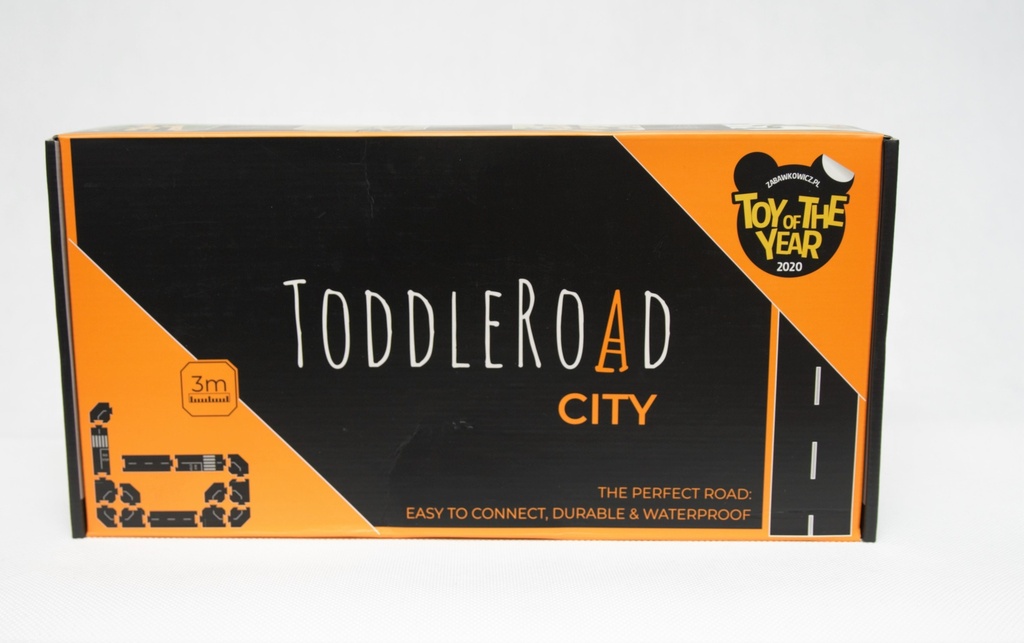 ZABAWKOWICZ.PL
TOY OF THE
YEAR
2020
TODDLEROAD
CITY
3m
THE PERFECT ROAD:
EASY TO CONNECT, DURABLE & WATERPROOF